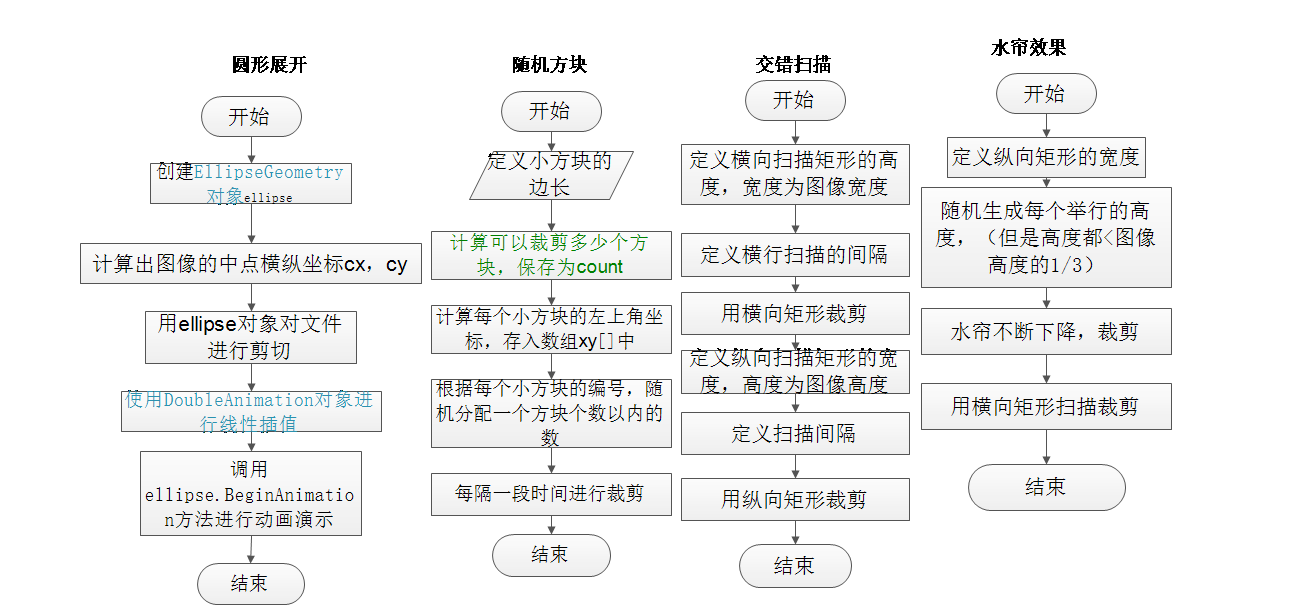 圆形展开
开始
创建EllipseGeometry
对象ellipse
计算出图像的中点横纵坐标cx，cy
用ellipse对象对文件
进行剪切
使用DoubleAnimation对象进
行线性插值
调用
ellipse.BeginAnimatio
n方法进行动画演示
结束
随机方块
开始
定义小方块的
边长
计算可以裁剪多少个方
块，保存为count
计算每个小方块的左上角坐
标，存入数组xy[]中
根据每个小方块的编号，随
机分配一个方块个数以内的
数
每隔一段时间进行裁剪
结束
交错扫描
开始
定义横向扫描矩形的高
度，宽度为图像宽度
定义横行扫描的间隔
用横向矩形裁剪
定义纵向扫描矩形的宽
度，高度为图像高度
定义扫描间隔
用纵向矩形裁剪
结束
水帘效果
开始
定义纵向矩形的宽度
随机生成每个举行的高
度，（但是高度都<图像
高度的1/3）
水帘不断下降，裁剪
用横向矩形扫描裁剪
结束